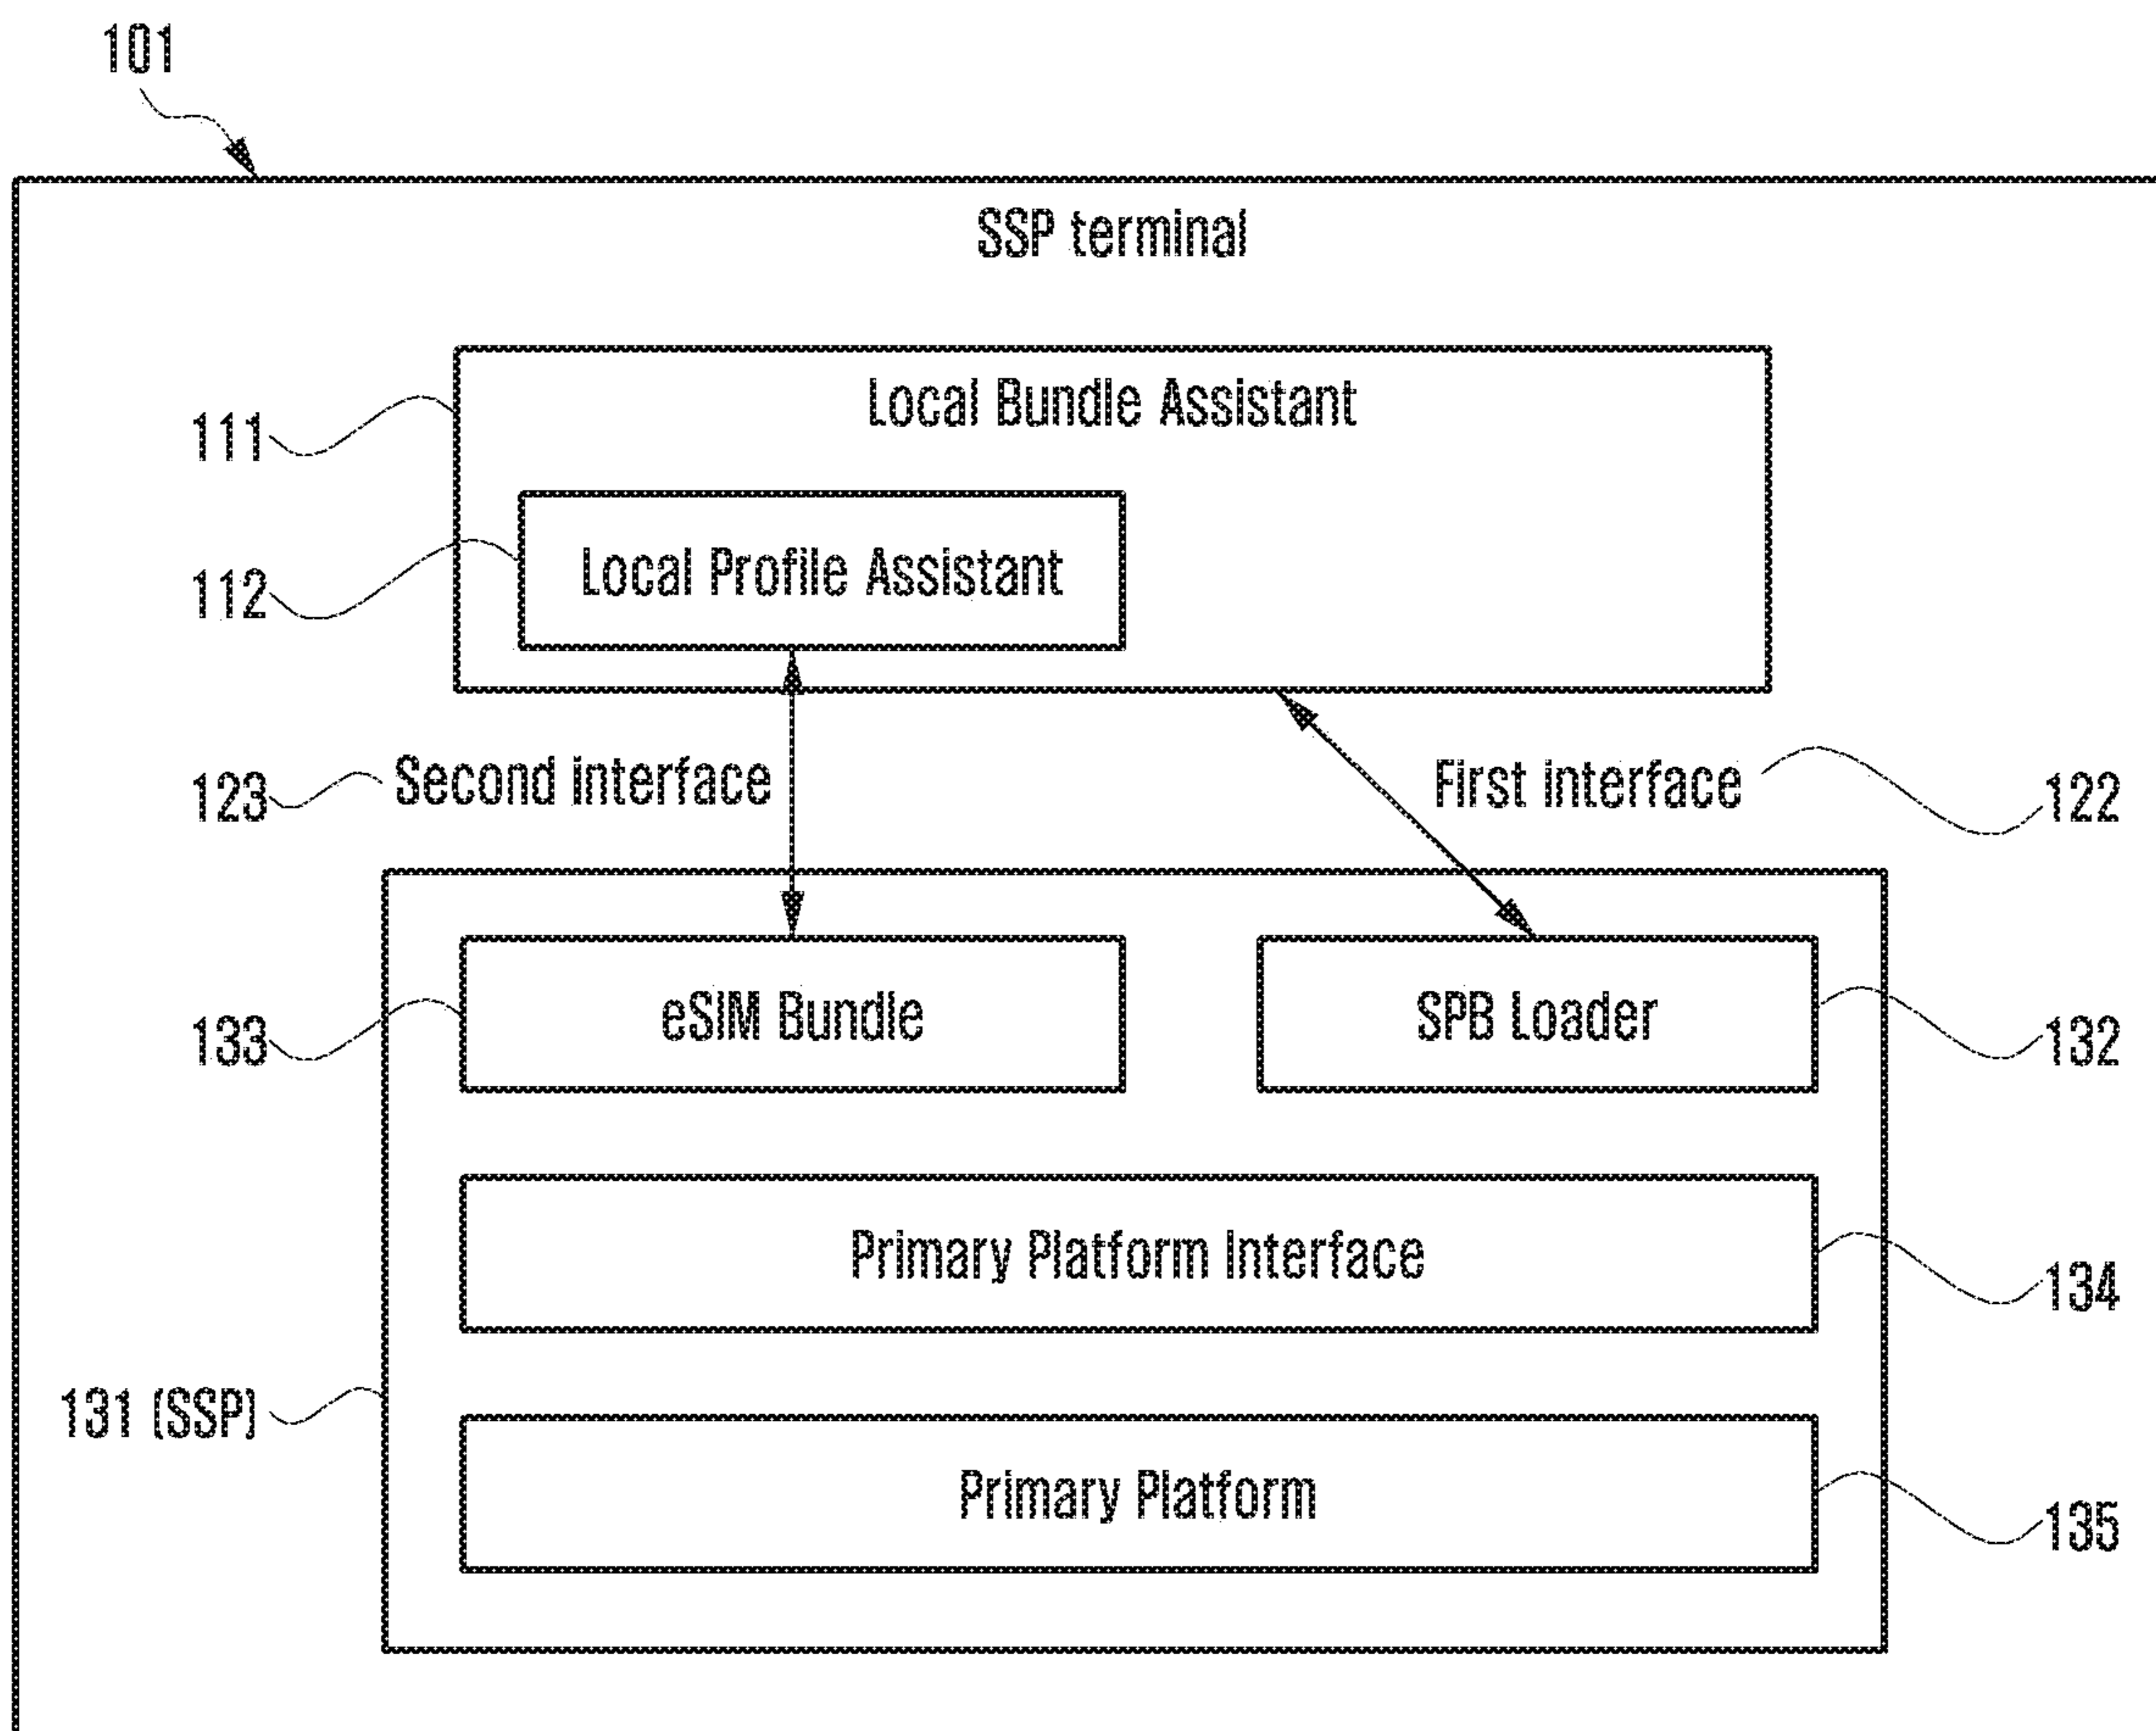 101
SSP terminal
Local Bundle Assistant
111
Local Profile Assistant
112
Second interface
123
First interface
122
eSIM Bundle
133
SPB Loader
132
Primary Platform Interface
134
131 (SSP)
Primary Platform
135